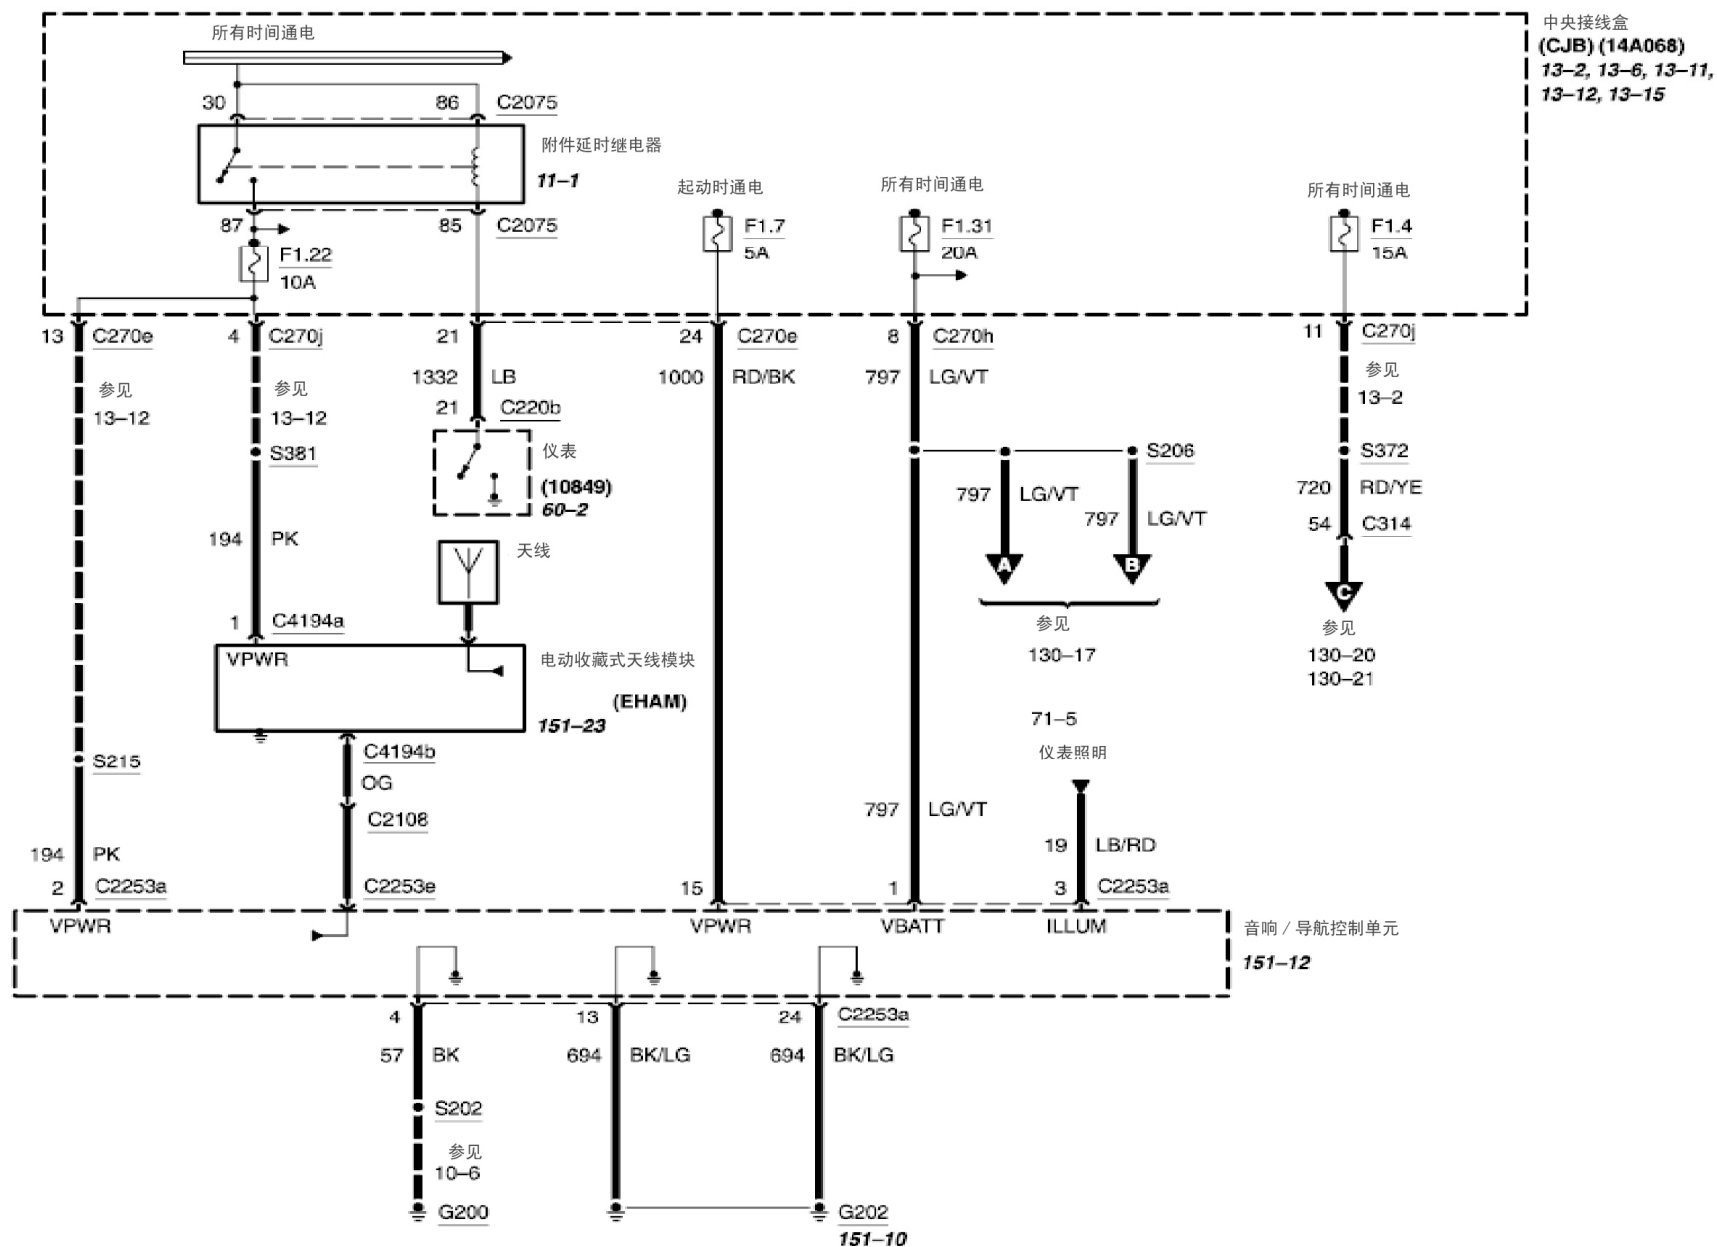 所有时间通电
中央接线盒
(CJB) (14A068)
13–2, 13–6, 13–11,
13–12, 13–15
30
86
C2075
附件延时继电器
11–1
起动时通电
所有时间通电
所有时间通电
87
85
C2075
F1.22
10A
F1.7
5A
F1.31
20A
F1.4
15A
13
C270e
4
C270j
21
24
C270e
8
C270h
11
C270j
参见
13–12
参见
13–12
1332
LB
1000
RD/BK
797
LG/VT
参见
13–2
21
C220b
S381
仪表
(10849)
60–2
S206
S372
797
LG/VT
797
LG/VT
720
RD/YE
54
C314
194
PK
天线
A
B
C
1
C4194a
参见
130–17
参见
130–20
130–21
VPWR
电动收藏式天线模块
(EHAM)
151–23
71–5
仪表照明
S215
C4194b
OG
C2108
797
LG/VT
19
LB/RD
194
PK
2
C2253a
C2253e
15
1
3
C2253a
VPWR
VPWR
VBATT
ILLUM
音响 / 导航控制单元
151–12
4
13
24
C2253a
57
BK
694
BK/LG
694
BK/LG
S202
参见
10–6
G200
G202
151–10